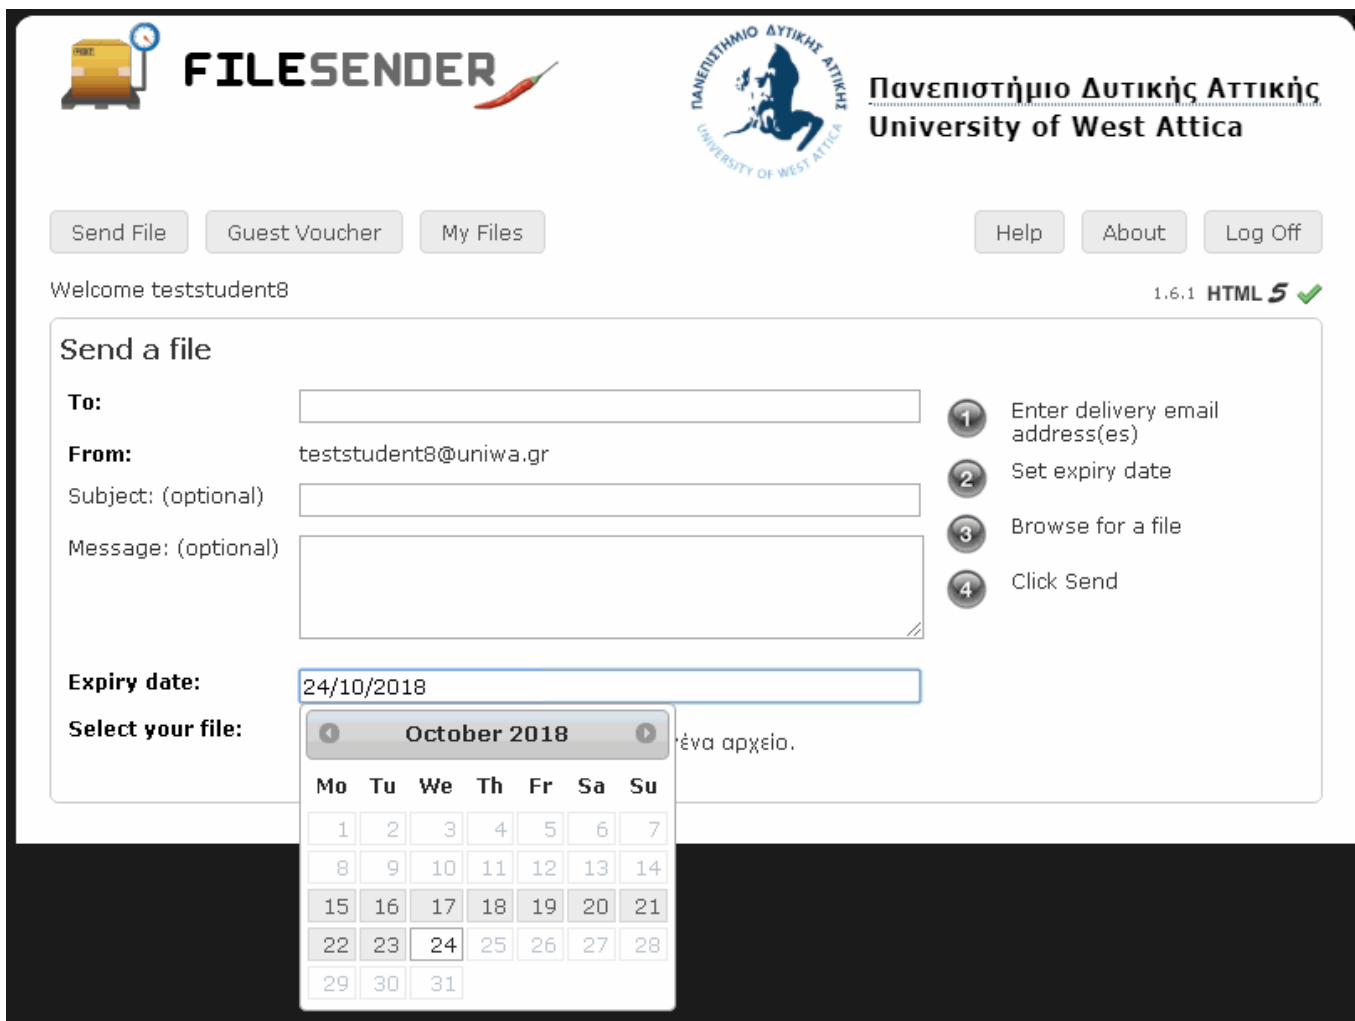 FILESENDER
ΠΑΝΕΠΙΣΤΗΜΙΟ ΔΥΤΙΚΗΣ ΑΤΤΙΚΗΣ
UNIVERSITY OF WEST ATTICA
Πανεπιστήμιο Δυτικής Αττικής
University of West Attica
Send File Guest Voucher My Files Help About Log Off
Welcome teststudent8 1.6.1 HTML 5
Send a file
To:
1 Enter delivery email
address(es)
From: teststudent8@uniwa.gr
2 Set expiry date
Subject: (optional)
3 Browse for a file
Message: (optional)
4 Click Send
Expiry date: 24/10/2018
Select your file:
October 2018
αρχείο.
Mo Tu We Th Fr Sa Su
1 2 3 4 5 6 7
8 9 10 11 12 13 14
15 16 17 18 19 20 21
22 23 24 25 26 27 28
29 30 31